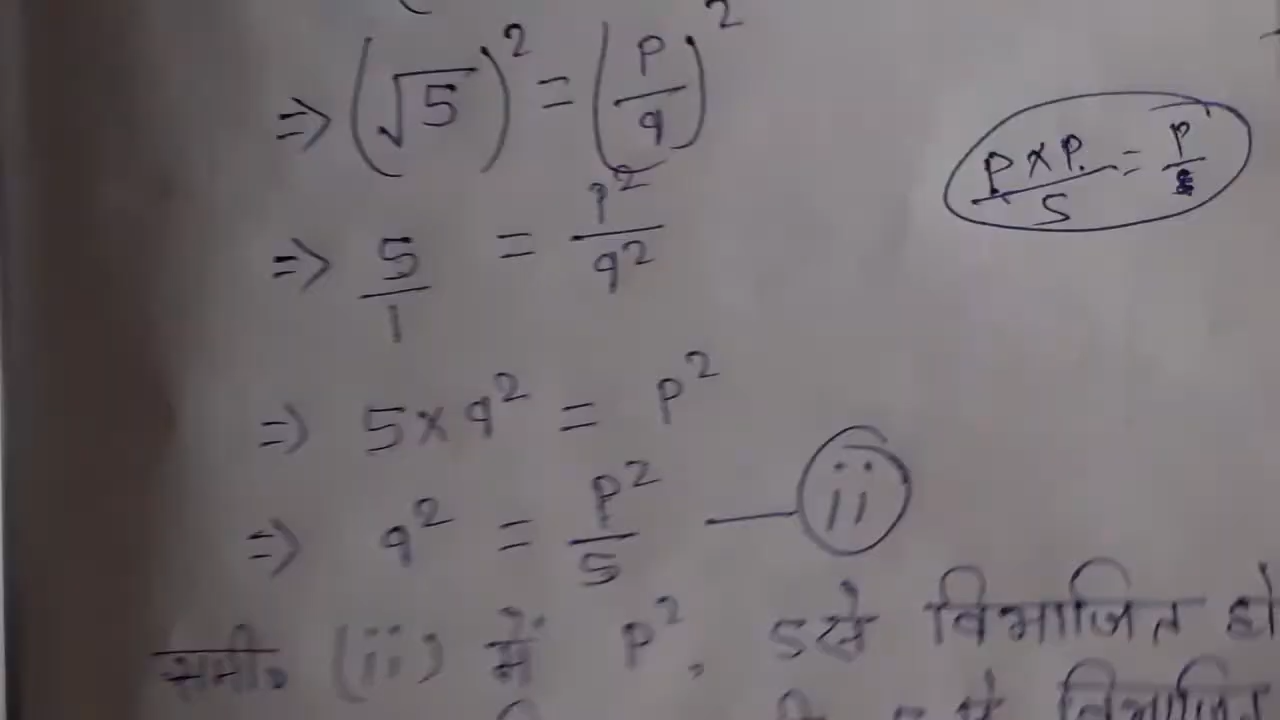 ⇒ (√5)² = (p/q)²
p × p. / 5 = p/5
⇒ 5/1 = p²/q²
⇒ 5 × q² = p²
⇒ q² = p²/5 — (ii)
समी० (ii) में p², 5 से विभाजित हो
से विभाजित